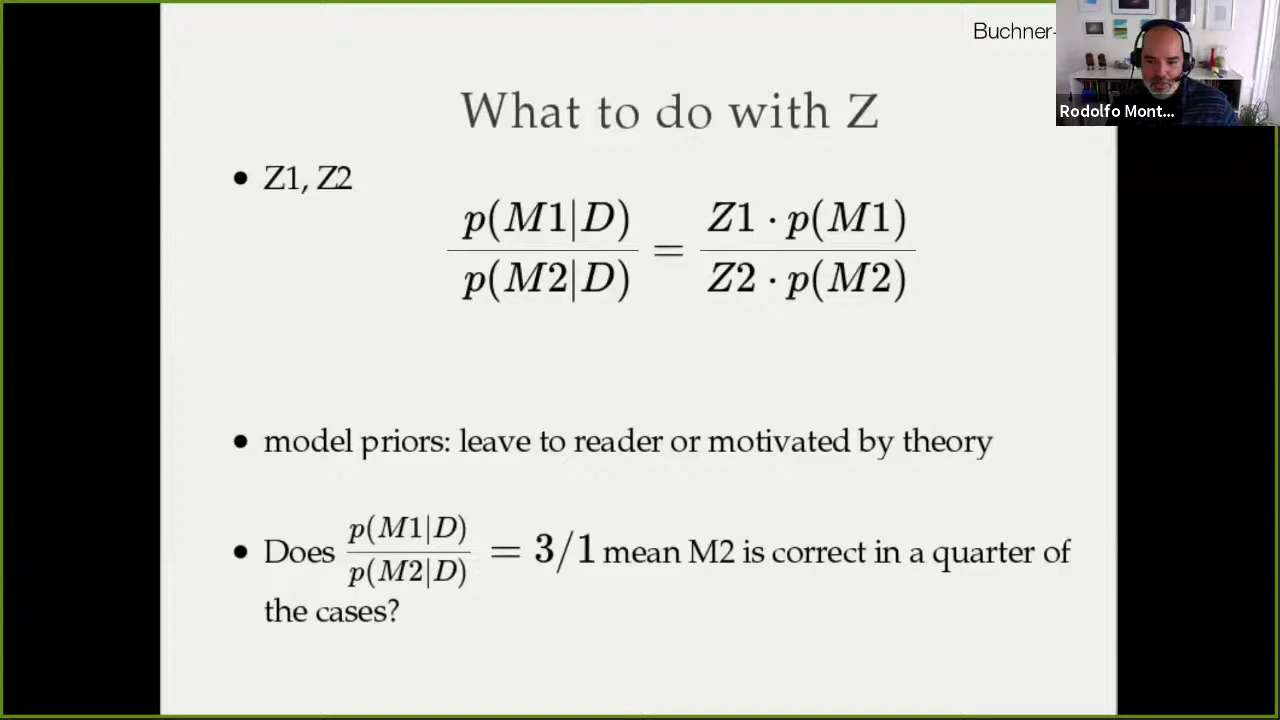 Buchner-
Rodolfo Mont...
What to do with Z
• Z1, Z2
p(M1|D) / p(M2|D) = Z1 · p(M1) / Z2 · p(M2)
• model priors: leave to reader or motivated by theory
• Does p(M1|D) / p(M2|D) = 3/1 mean M2 is correct in a quarter of
the cases?